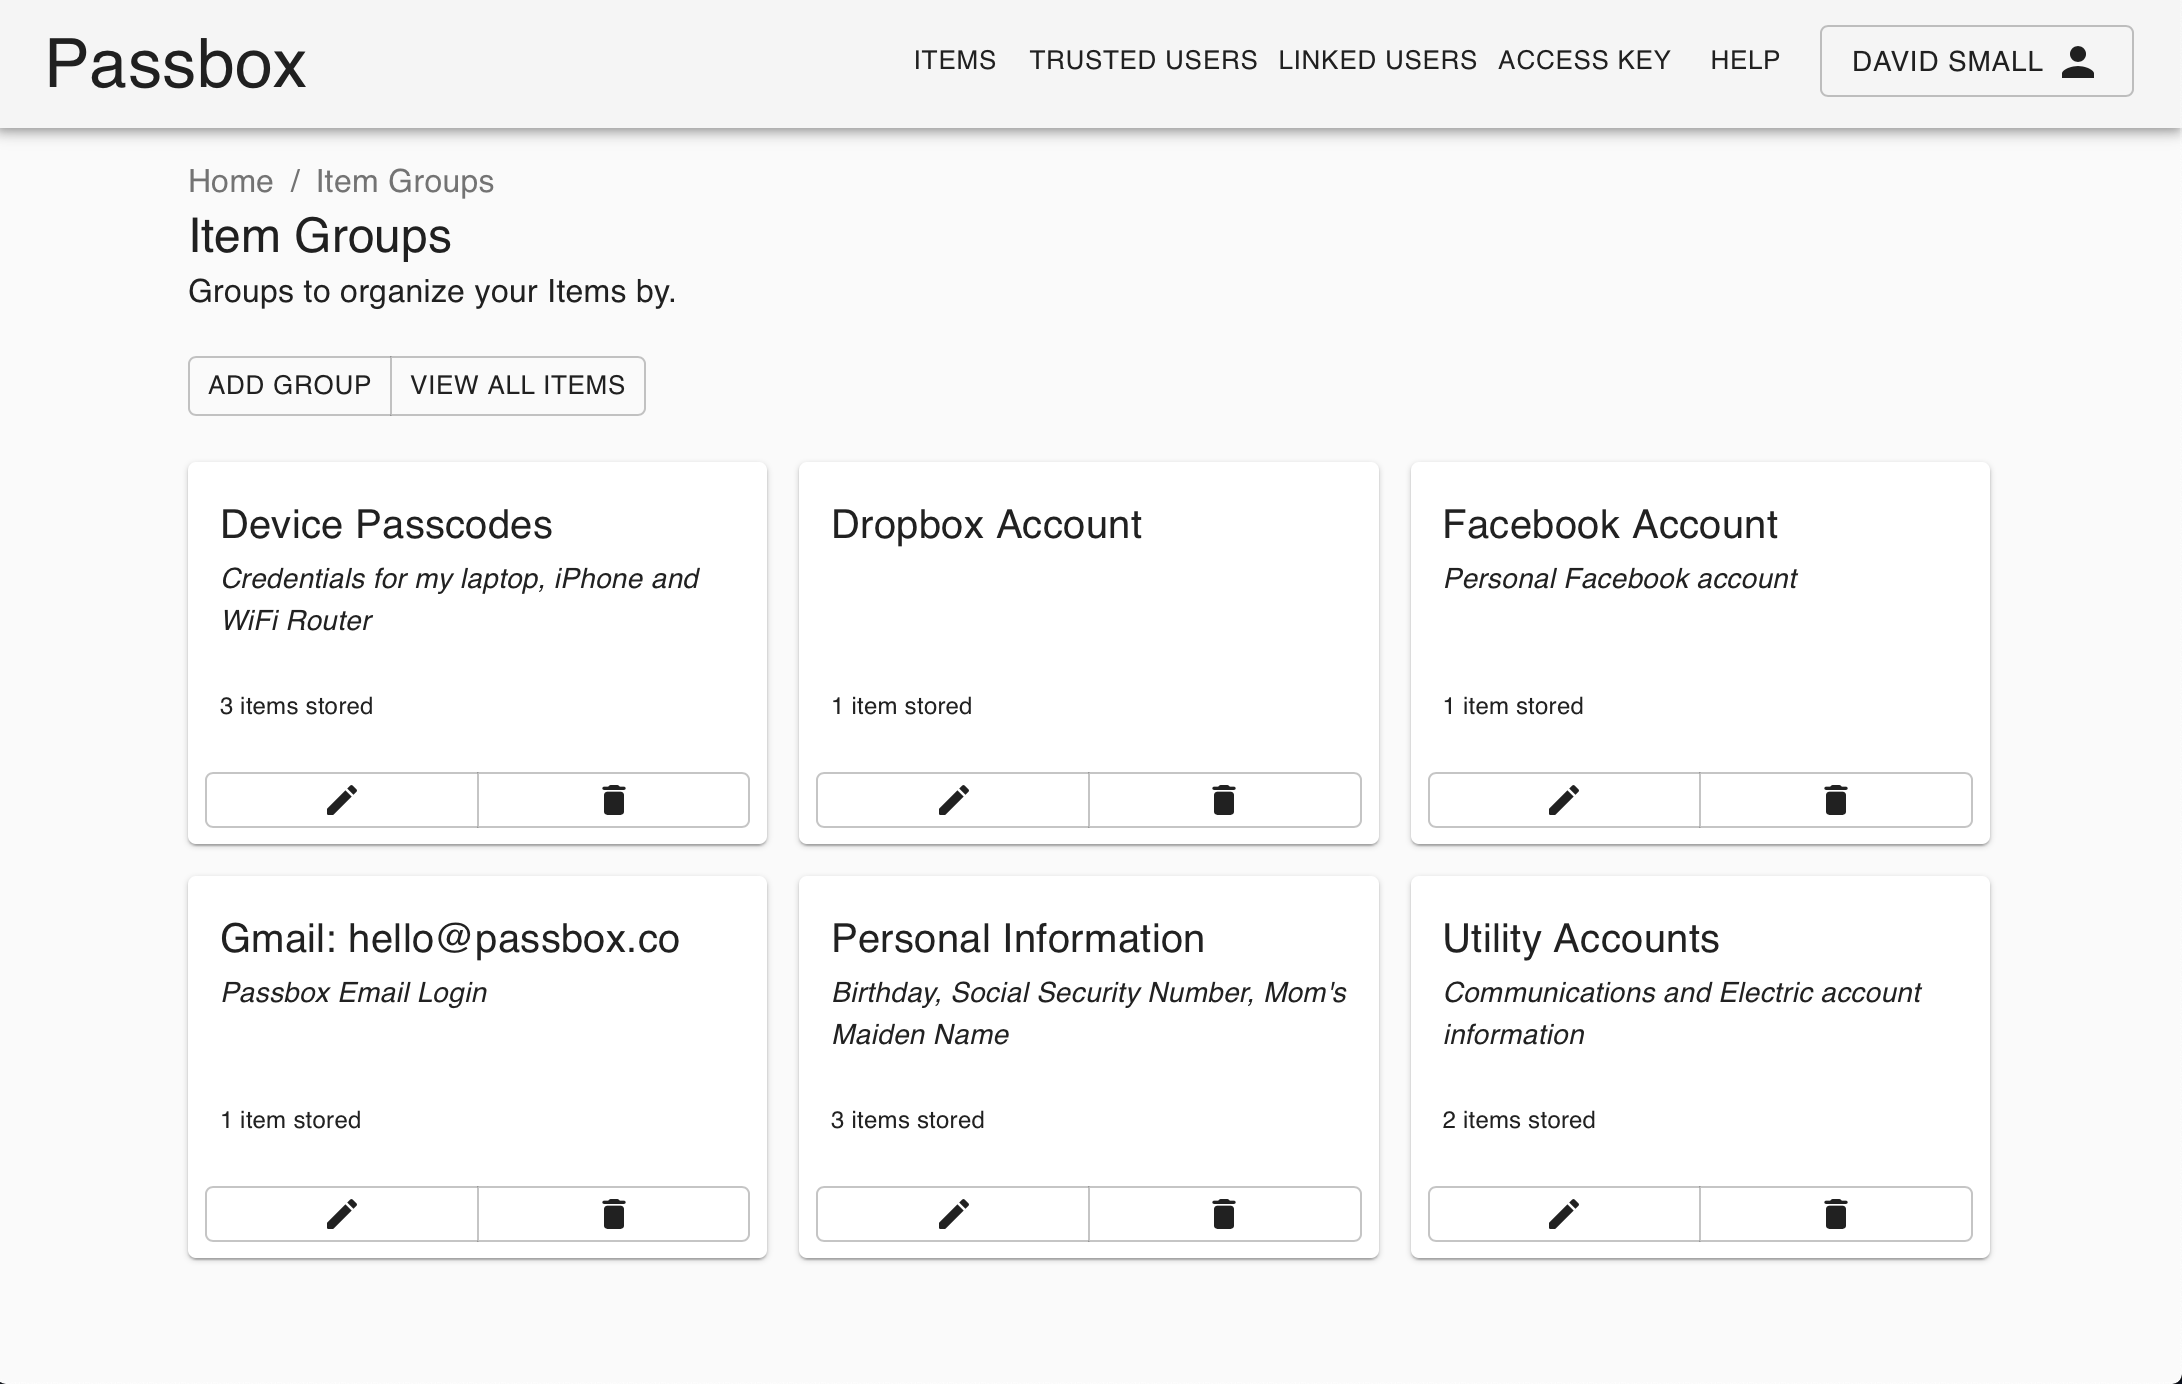 Passbox
ITEMS TRUSTED USERS LINKED USERS ACCESS KEY HELP DAVID SMALL
Home / Item Groups
Item Groups
Groups to organize your Items by.
ADD GROUP VIEW ALL ITEMS
Device Passcodes
Credentials for my laptop, iPhone and
WiFi Router
3 items stored
Dropbox Account
1 item stored
Facebook Account
Personal Facebook account
1 item stored
Gmail: hello@passbox.co
Passbox Email Login
1 item stored
Personal Information
Birthday, Social Security Number, Mom's
Maiden Name
3 items stored
Utility Accounts
Communications and Electric account
information
2 items stored